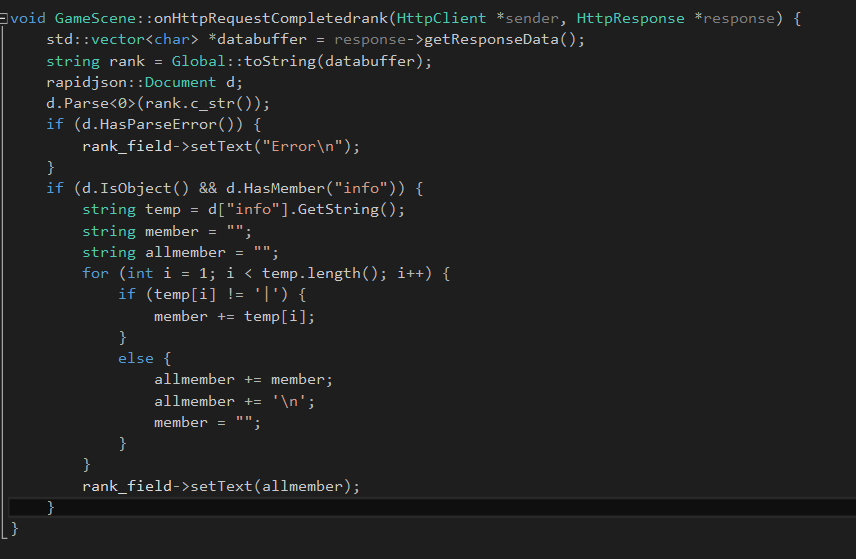 void GameScene::onHttpRequestCompletedrank(HttpClient *sender, HttpResponse *response) {
    std::vector<char> *databuffer = response->getResponseData();
    string rank = Global::toString(databuffer);
    rapidjson::Document d;
    d.Parse<0>(rank.c_str());
    if (d.HasParseError()) {
        rank_field->setText("Error\n");
    }
    if (d.IsObject() && d.HasMember("info")) {
        string temp = d["info"].GetString();
        string member = "";
        string allmember = "";
        for (int i = 1; i < temp.length(); i++) {
            if (temp[i] != '|') {
                member += temp[i];
            }
            else {
                allmember += member;
                allmember += '\n';
                member = "";
            }
        }
        rank_field->setText(allmember);
    }
}